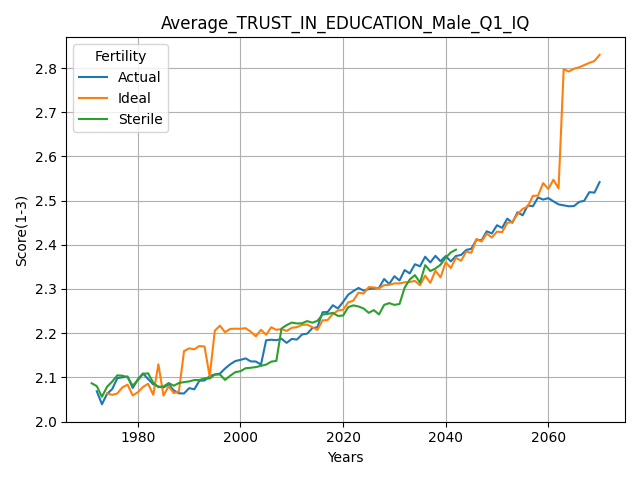 Average_TRUST_IN_EDUCATION_Male_Q1_IQ
Fertility
Actual
Ideal
Sterile
Score(1-3)
2.8
2.7
2.6
2.5
2.4
2.3
2.2
2.1
2.0
1980 2000 2020 2040 2060
Years